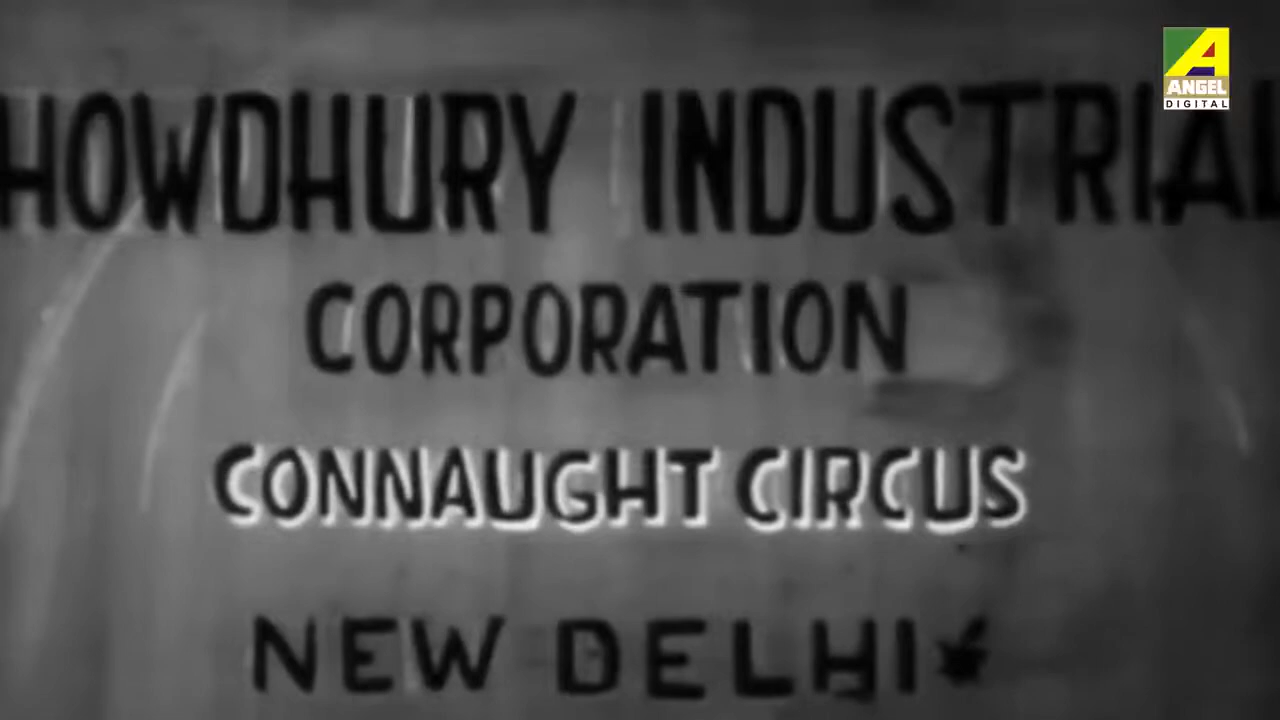 HOWDHURY INDUSTRIAL
CORPORATION
CONNAUGHT CIRCUS
NEW DELHI
A
ANGEL
DIGITAL